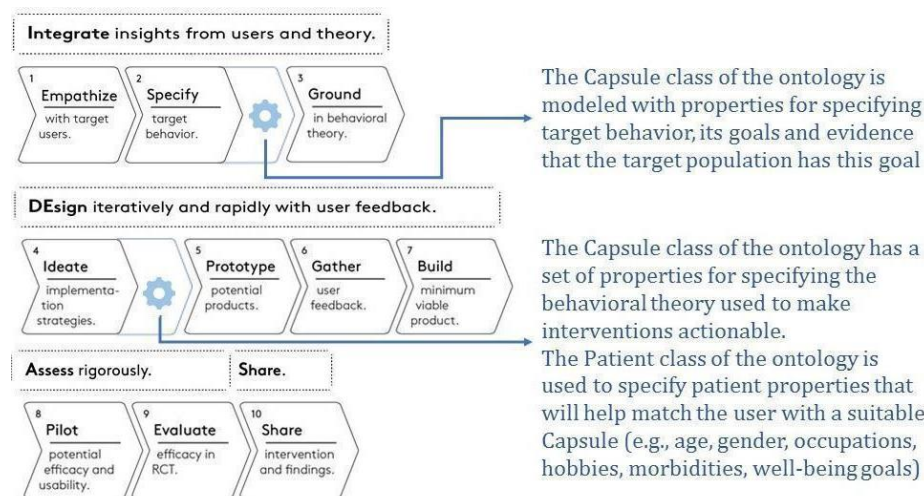 Integrate insights from users and theory.
1
Empathize
with target
users.
2
Specify
target
behavior.
3
Ground
in behavioral
theory.
The Capsule class of the ontology is
modeled with properties for specifying
target behavior, its goals and evidence
that the target population has this goal
DEsign iteratively and rapidly with user feedback.
4
Ideate
implementa-
tion
strategies.
5
Prototype
potential
products.
6
Gather
user
feedback.
7
Build
minimum
viable
product.
The Capsule class of the ontology has a
set of properties for specifying the
behavioral theory used to make
interventions actionable.
The Patient class of the ontology is
used to specify patient properties that
will help match the user with a suitable
Capsule (e.g., age, gender, occupations,
hobbies, morbidities, well-being goals)
Assess rigorously.
Share.
8
Pilot
potential
efficacy and
usability.
9
Evaluate
efficacy in
RCT.
10
Share
intervention
and findings.